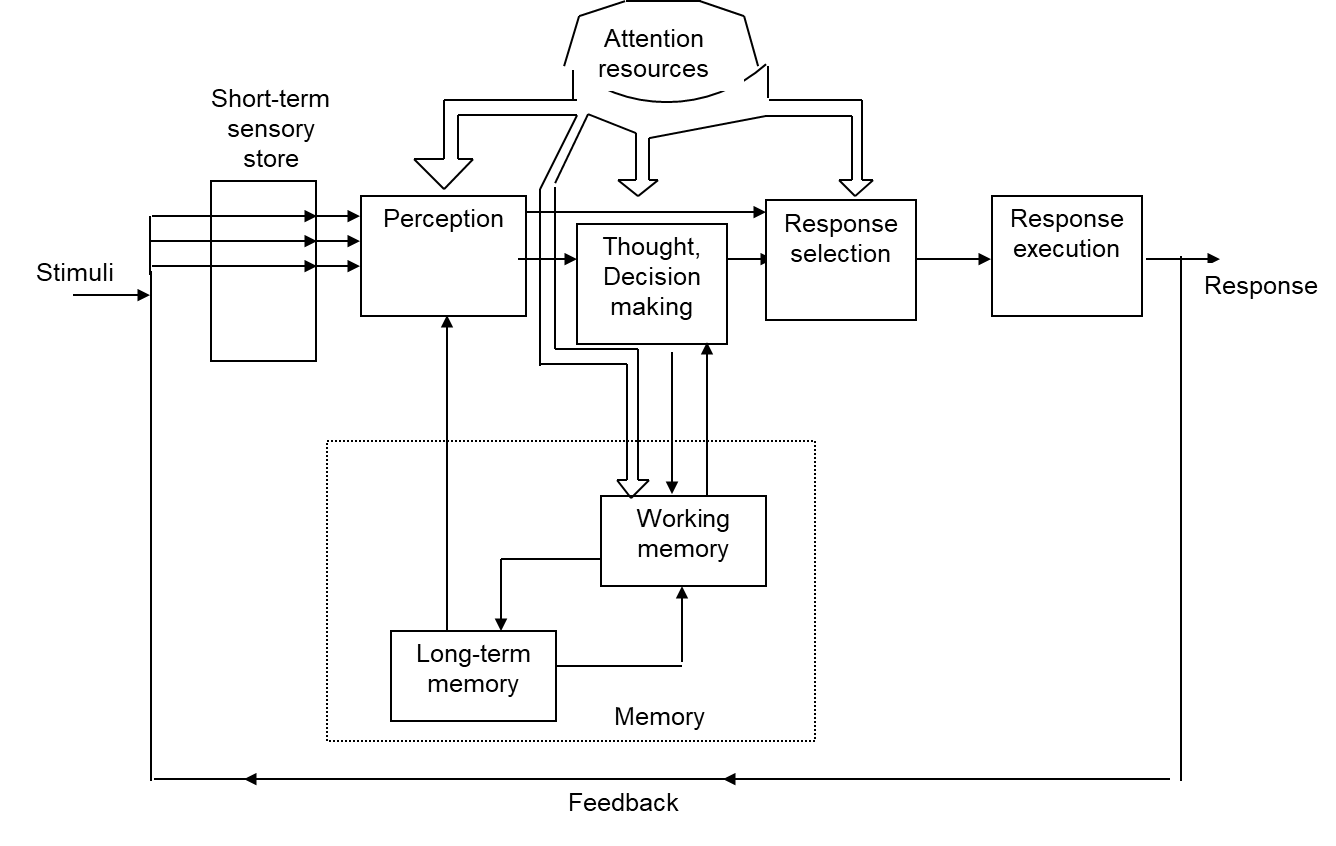 Attention
resources
Short-term
sensory
store
Stimuli
Perception
Thought,
Decision
making
Response
selection
Response
execution
Response
Working
memory
Long-term
memory
Memory
Feedback